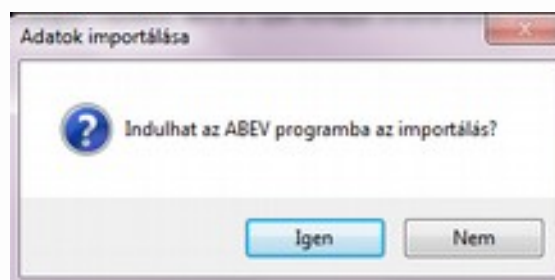 Adatok importálása
Indulhat az ABEV programba az importálás?
Igen
Nem